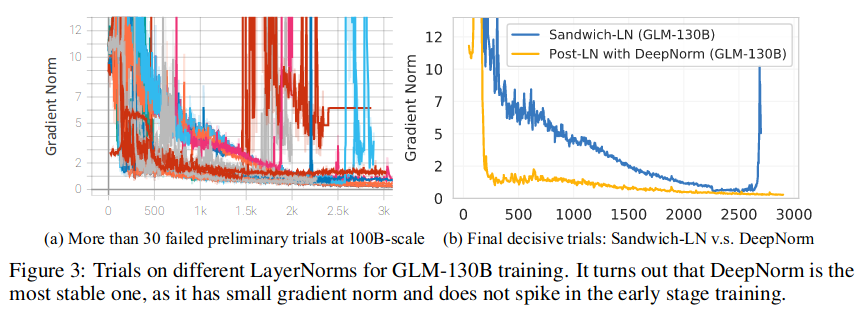 12
10
7
5
2
0
Gradient Norm
0
500
1k
1.5k
2k
2.5k
3k
(a) More than 30 failed preliminary trials at 100B-scale
Sandwich-LN (GLM-130B)
Post-LN with DeepNorm (GLM-130B)
12
10
7
5
2
0
Gradient Norm
0
500
1000
1500
2000
2500
3000
(b) Final decisive trials: Sandwich-LN v.s. DeepNorm
Figure 3: Trials on different LayerNorms for GLM-130B training. It turns out that DeepNorm is the
most stable one, as it has small gradient norm and does not spike in the early stage training.